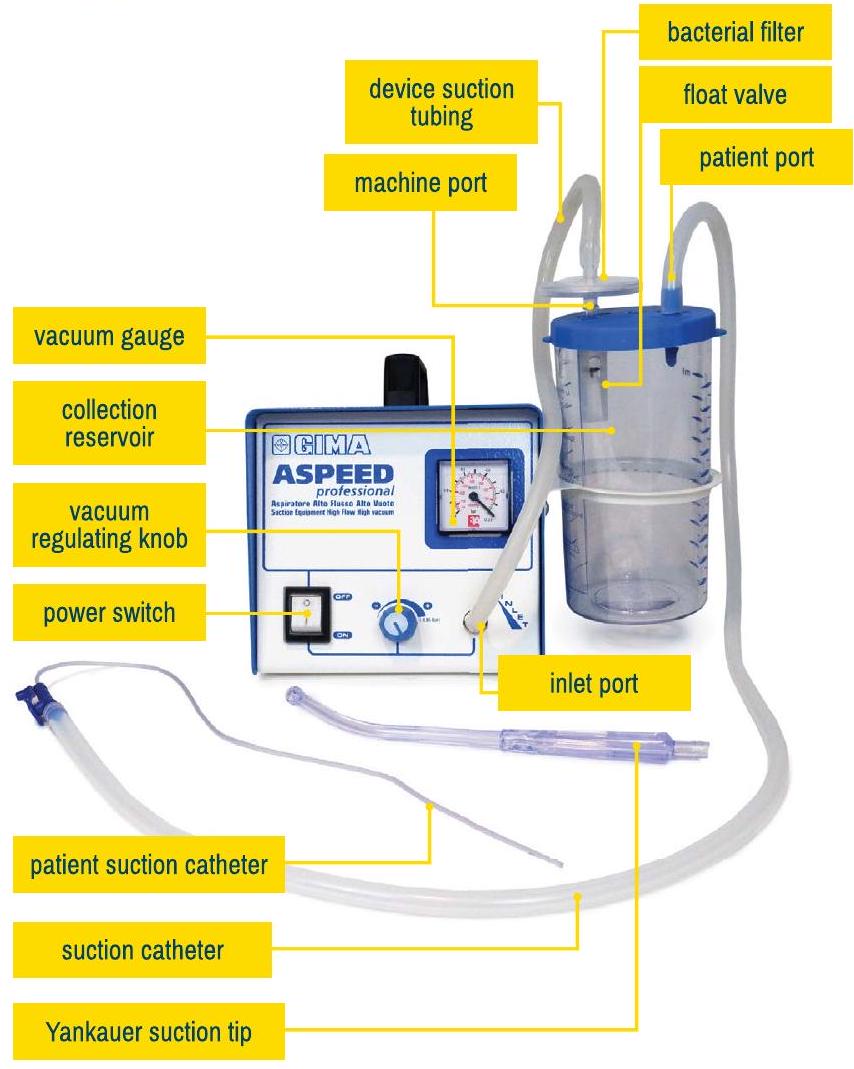 bacterial filter
device suction
tubing
float valve
machine port
patient port
vacuum gauge
collection
reservoir
GIMA
ASPEED
professional
Aspiratore Alto Flusso Alto Vuoto
Suction Equipment High Flow High vacuum
vacuum
regulating knob
OFF
power switch
ON
INLET
inlet port
patient suction catheter
suction catheter
Yankauer suction tip